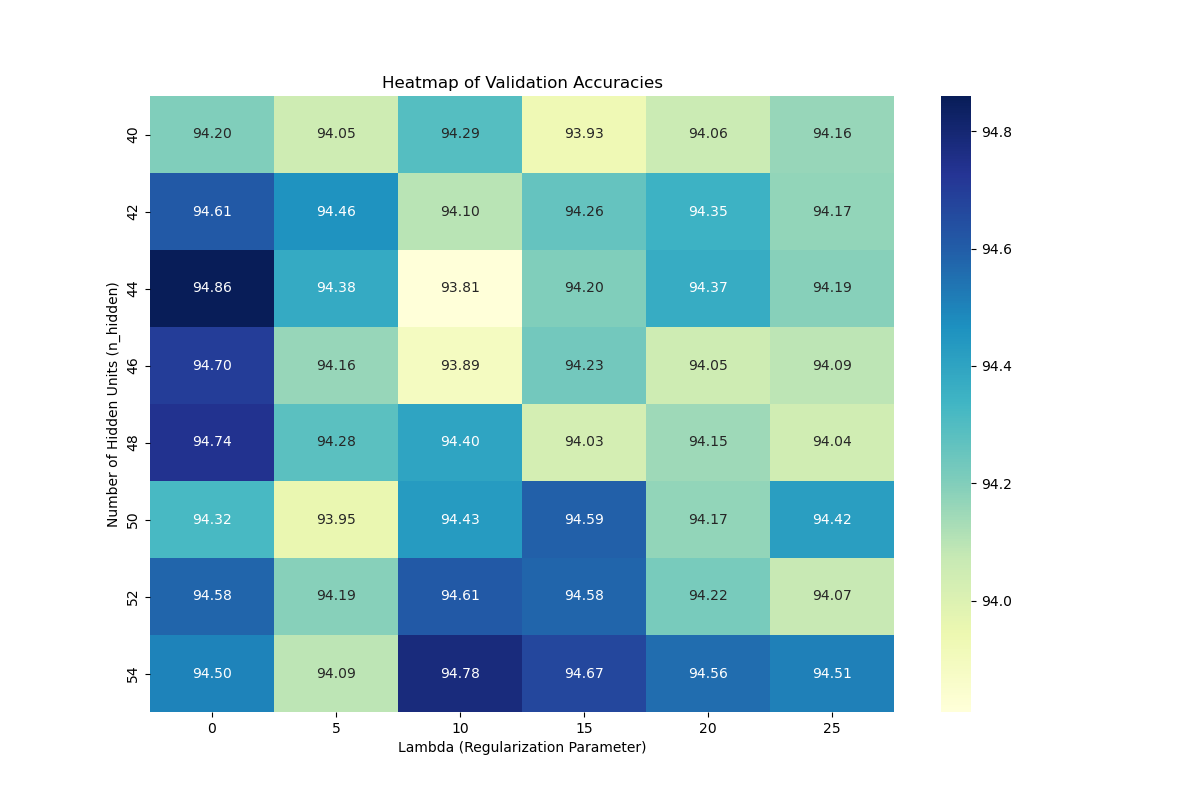 Heatmap of Validation Accuracies
Number of Hidden Units (n_hidden)
40 94.20 94.05 94.29 93.93 94.06 94.16
42 94.61 94.46 94.10 94.26 94.35 94.17
44 94.86 94.38 93.81 94.20 94.37 94.19
46 94.70 94.16 93.89 94.23 94.05 94.09
48 94.74 94.28 94.40 94.03 94.15 94.04
50 94.32 93.95 94.43 94.59 94.17 94.42
52 94.58 94.19 94.61 94.58 94.22 94.07
54 94.50 94.09 94.78 94.67 94.56 94.51
0 5 10 15 20 25
Lambda (Regularization Parameter)
94.8
94.6
94.4
94.2
94.0